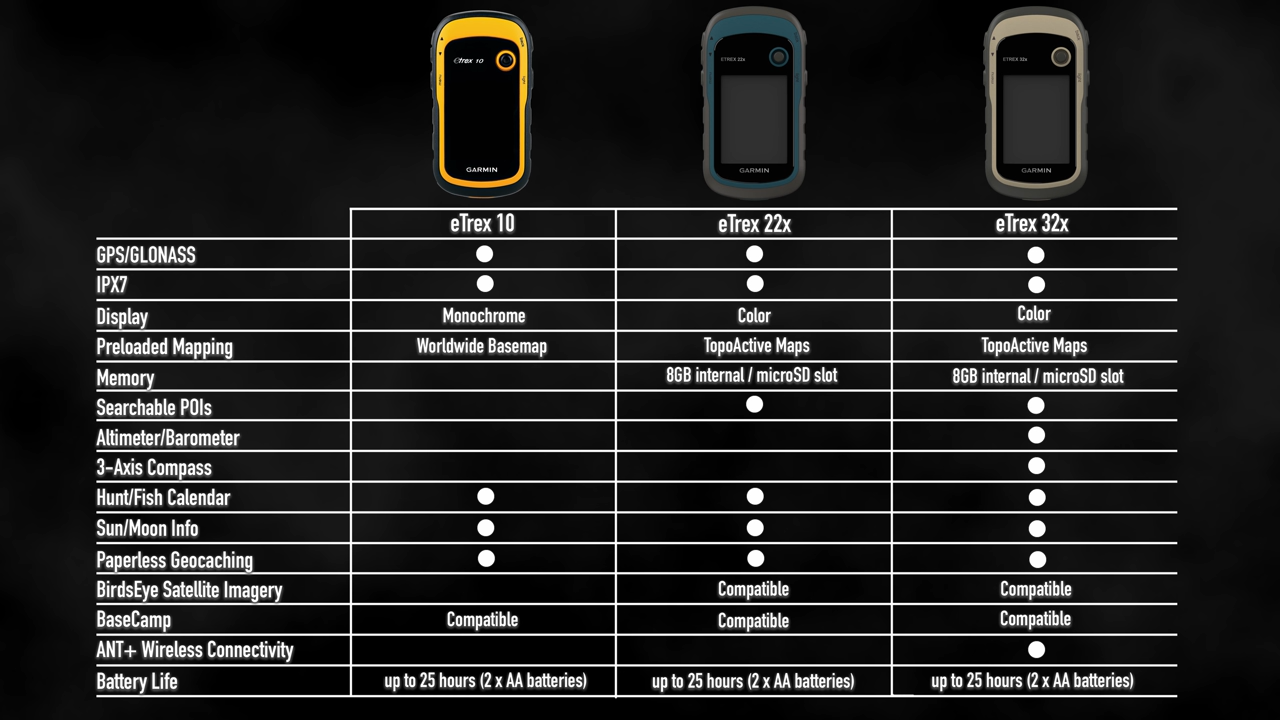 eTrex 10
GARMIN
ETREX 22x
GARMIN
ETREX 32x
GARMIN
eTrex 10 eTrex 22x eTrex 32x
GPS/GLONASS
IPX7
Display Monochrome Color Color
Preloaded Mapping Worldwide Basemap TopoActive Maps TopoActive Maps
Memory 8GB internal / microSD slot 8GB internal / microSD slot
Searchable POIs
Altimeter/Barometer
3-Axis Compass
Hunt/Fish Calendar
Sun/Moon Info
Paperless Geocaching
BirdsEye Satellite Imagery Compatible Compatible
BaseCamp Compatible Compatible Compatible
ANT+ Wireless Connectivity
Battery Life up to 25 hours (2 x AA batteries) up to 25 hours (2 x AA batteries) up to 25 hours (2 x AA batteries)